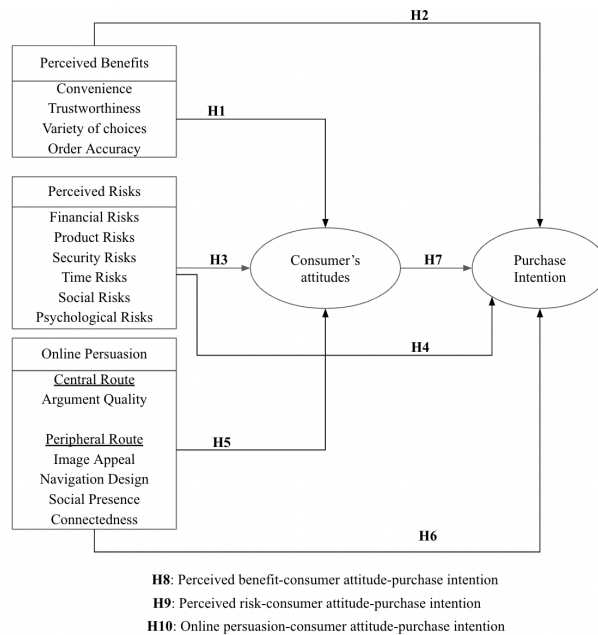 H2
Perceived Benefits
Convenience
Trustworthiness
Variety of choices
Order Accuracy
H1
Perceived Risks
Financial Risks
Product Risks
Security Risks
Time Risks
Social Risks
Psychological Risks
H3
Consumer's
attitudes
H7
Purchase
Intention
H4
Online Persuasion
Central Route
Argument Quality
Peripheral Route
Image Appeal
Navigation Design
Social Presence
Connectedness
H5
H6
H8: Perceived benefit-consumer attitude-purchase intention
H9: Perceived risk-consumer attitude-purchase intention
H10: Online persuasion-consumer attitude-purchase intention